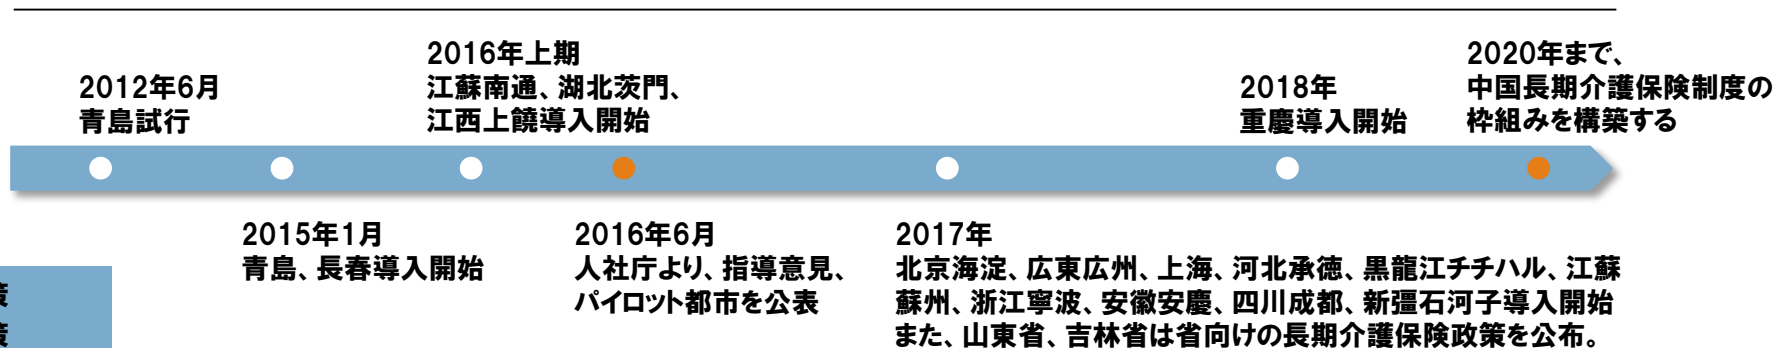 2012年6月
青島試行
2016年上期
江蘇南通、湖北茨門、
江西上饒導入開始
2018年
重慶導入開始
2020年まで、
中国長期介護保険制度の
枠組みを構築する
2015年1月
青島、長春導入開始
2016年6月
人社庁より、指導意見、
パイロット都市を公表
2017年
北京海淀、広東広州、上海、河北承徳、黒龍江チチハル、江蘇
蘇州、浙江寧波、安徽安慶、四川成都、新彊石河子導入開始
また、山東省、吉林省は省向けの長期介護保険政策を公布。
策
策